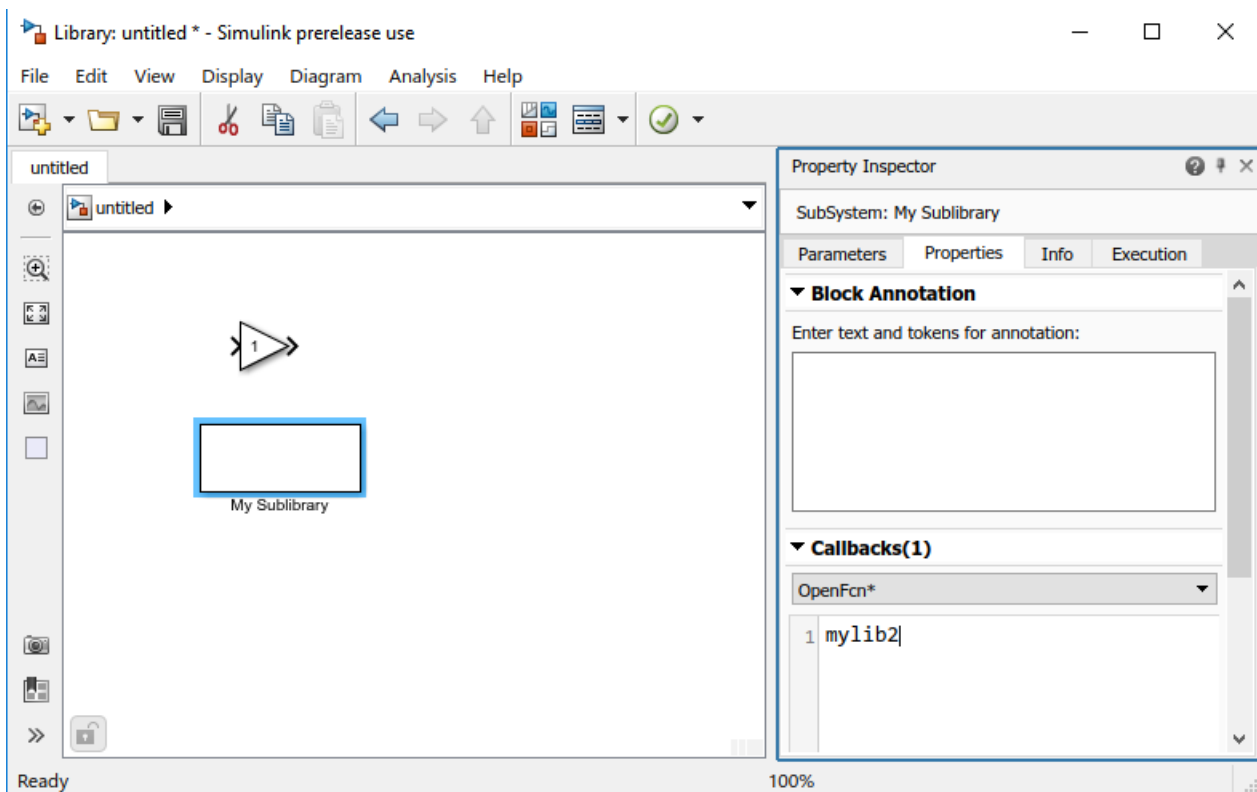 Library: untitled * - Simulink prerelease use
File Edit View Display Diagram Analysis Help
untitled
untitled
1
My Sublibrary
Property Inspector
SubSystem: My Sublibrary
Parameters Properties Info Execution
Block Annotation
Enter text and tokens for annotation:
Callbacks(1)
OpenFcn*
1 mylib2
Ready 100%